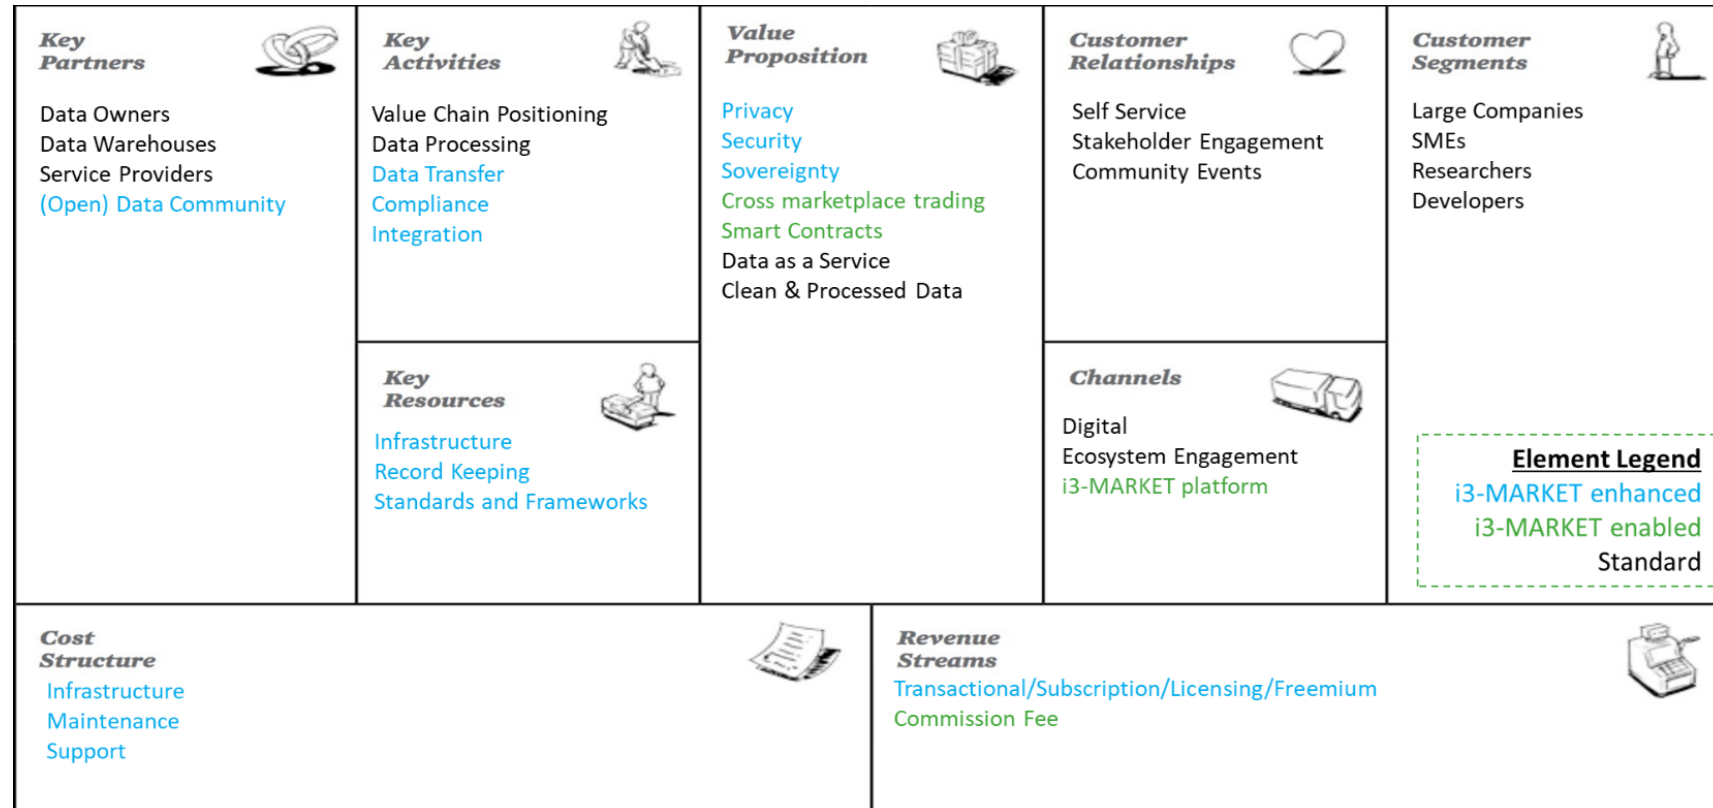 Key
Partners
Data Owners
Data Warehouses
Service Providers
(Open) Data Community
Key
Activities
Value Chain Positioning
Data Processing
Data Transfer
Compliance
Integration
Key
Resources
Infrastructure
Record Keeping
Standards and Frameworks
Value
Proposition
Privacy
Security
Sovereignty
Cross marketplace trading
Smart Contracts
Data as a Service
Clean & Processed Data
Customer
Relationships
Self Service
Stakeholder Engagement
Community Events
Channels
Digital
Ecosystem Engagement
i3-MARKET platform
Customer
Segments
Large Companies
SMEs
Researchers
Developers
Element Legend
i3-MARKET enhanced
i3-MARKET enabled
Standard
Cost
Structure
Infrastructure
Maintenance
Support
Revenue
Streams
Transactional/Subscription/Licensing/Freemium
Commission Fee